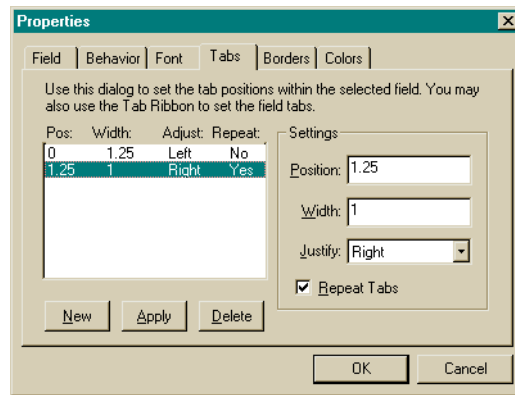 Properties
Field Behavior Font Tabs Borders Colors
Use this dialog to set the tab positions within the selected field. You may
also use the Tab Ribbon to set the field tabs.
Pos: Width: Adjust: Repeat:
0 1.25 Left No
1.25 1 Right Yes
Settings
Position: 1.25
Width: 1
Justify: Right
Repeat Tabs
New Apply Delete
OK Cancel